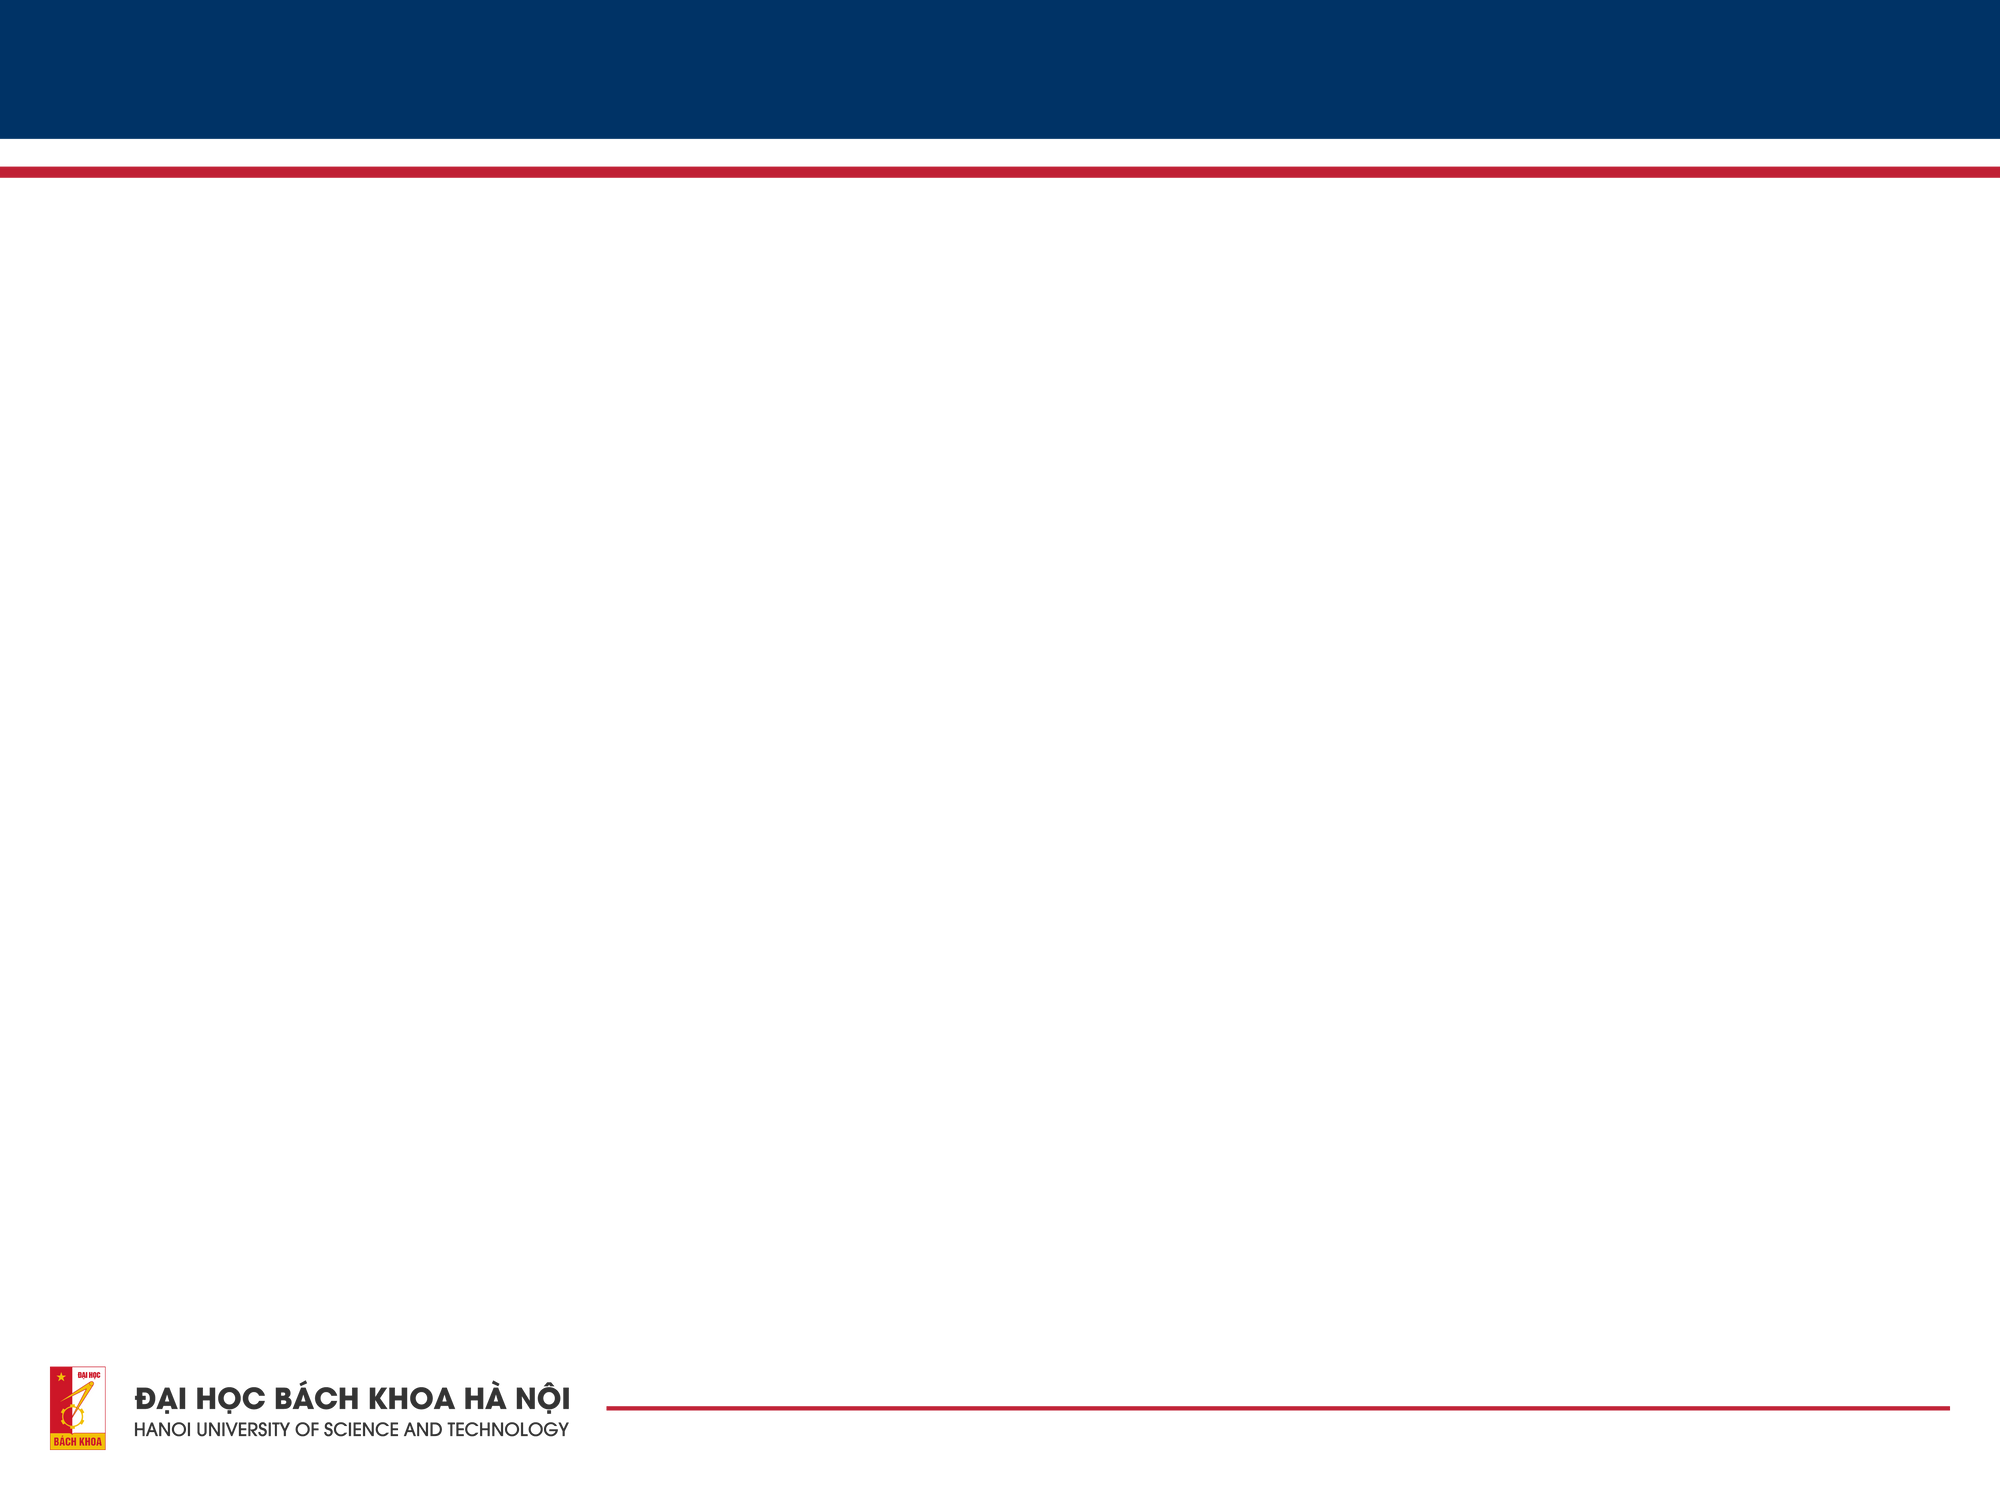 ĐẠI HỌC
BÁCH KHOA
ĐẠI HỌC BÁCH KHOA HÀ NỘI
HANOI UNIVERSITY OF SCIENCE AND TECHNOLOGY